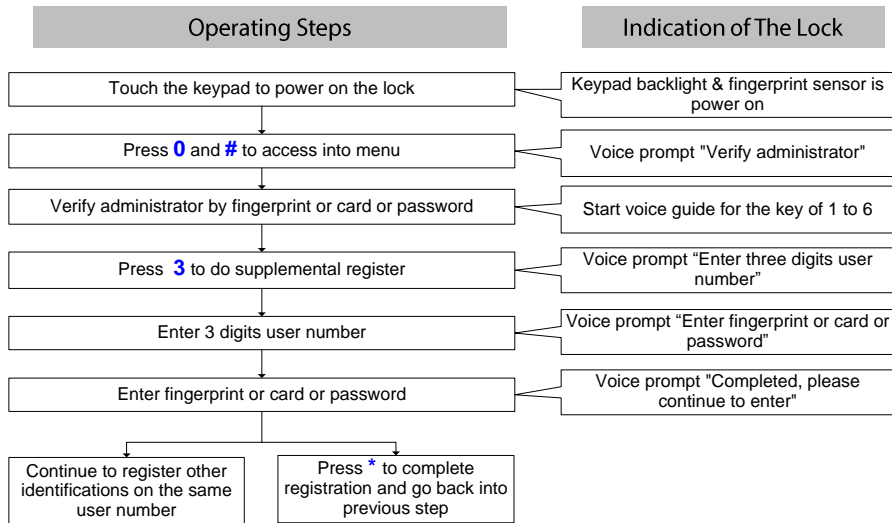 Operating Steps
Indication of The Lock
Touch the keypad to power on the lock
Keypad backlight & fingerprint sensor is
power on
Press 0 and # to access into menu
Voice prompt "Verify administrator"
Verify administrator by fingerprint or card or password
Start voice guide for the key of 1 to 6
Press 3 to do supplemental register
Voice prompt “Enter three digits user
number”
Enter 3 digits user number
Voice prompt “Enter fingerprint or card or
password”
Enter fingerprint or card or password
Voice prompt "Completed, please
continue to enter"
Continue to register other
identifications on the same
user number
Press * to complete
registration and go back into
previous step